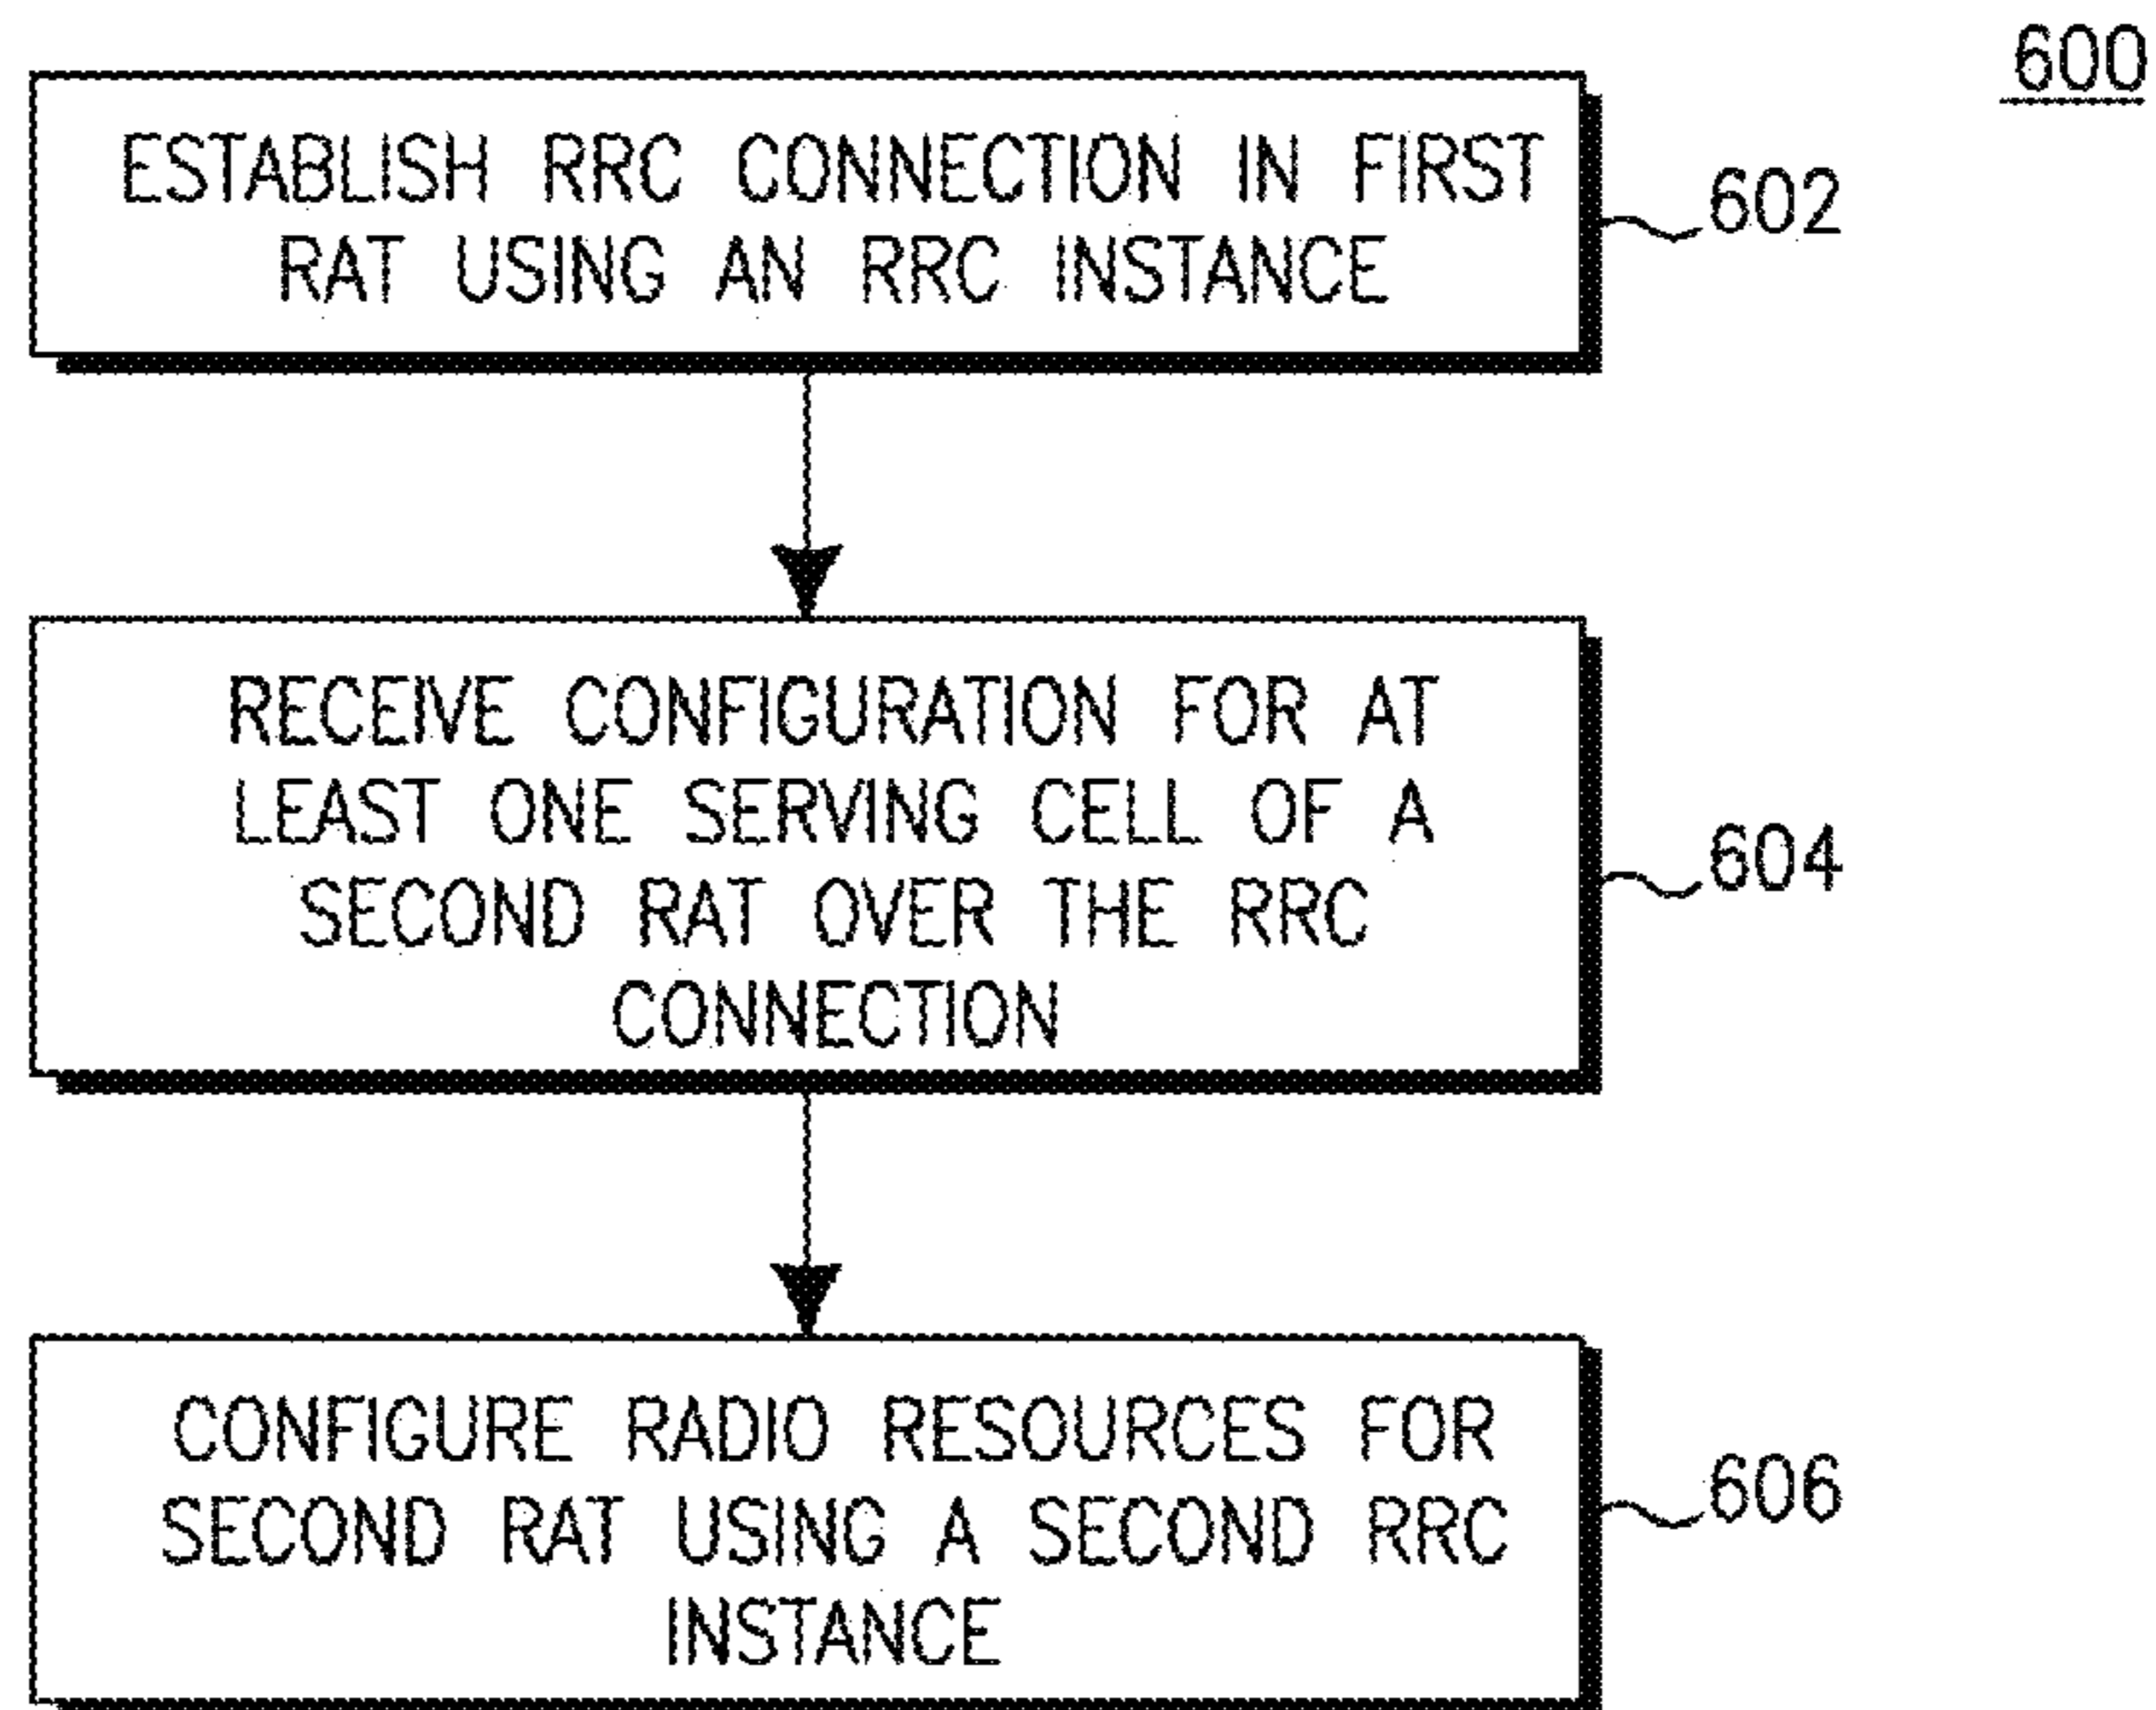 600
ESTABLISH RRC CONNECTION IN FIRST
RAT USING AN RRC INSTANCE
602
RECEIVE CONFIGURATION FOR AT
LEAST ONE SERVING CELL OF A
SECOND RAT OVER THE RRC
CONNECTION
604
CONFIGURE RADIO RESOURCES FOR
SECOND RAT USING A SECOND RRC
INSTANCE
606